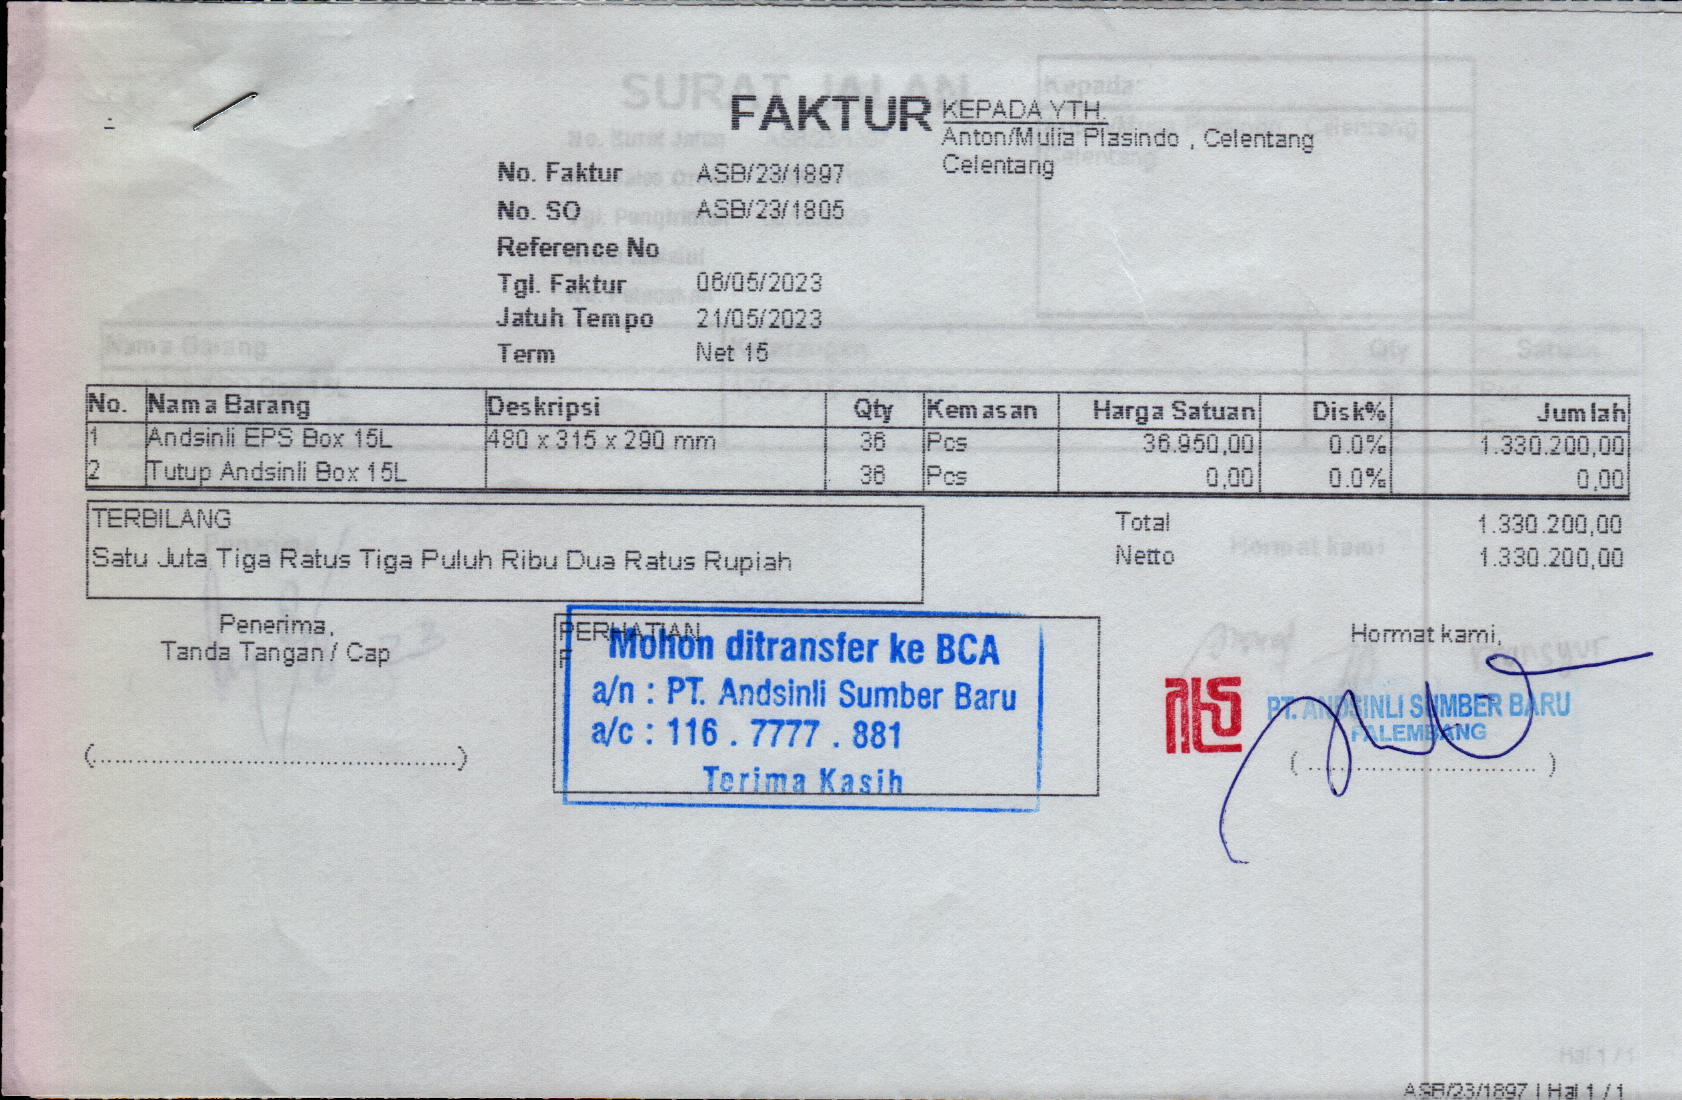 FAKTUR
KEPADA YTH.
Anton/Mulia Plasindo , Celentang
Celentang
No. Faktur ASB/23/1897
No. SO ASB/23/1805
Reference No
Tgl. Faktur 06/05/2023
Jatuh Tempo 21/05/2023
Term Net 15
No. Nama Barang Deskripsi Qty Kemasan Harga Satuan Disk% Jumlah
1 Andsinli EPS Box 15L 480 x 315 x 290 mm 36 Pcs 36.950,00 0.0% 1.330.200,00
2 Tutup Andsinli Box 15L 36 Pcs 0,00 0.0% 0,00
TERBILANG
Satu Juta Tiga Ratus Tiga Puluh Ribu Dua Ratus Rupiah
Total 1.330.200,00
Netto 1.330.200,00
Penerima,
Tanda Tangan / Cap
PERHATIAN
Mohon ditransfer ke BCA
a/n : PT. Andsinli Sumber Baru
a/c : 116 . 7777 . 881
Terima Kasih
Hormat kami,
PT. ANDSINLI SUMBER BARU
PALEMBANG
ASB/23/1897 | Hal 1 / 1